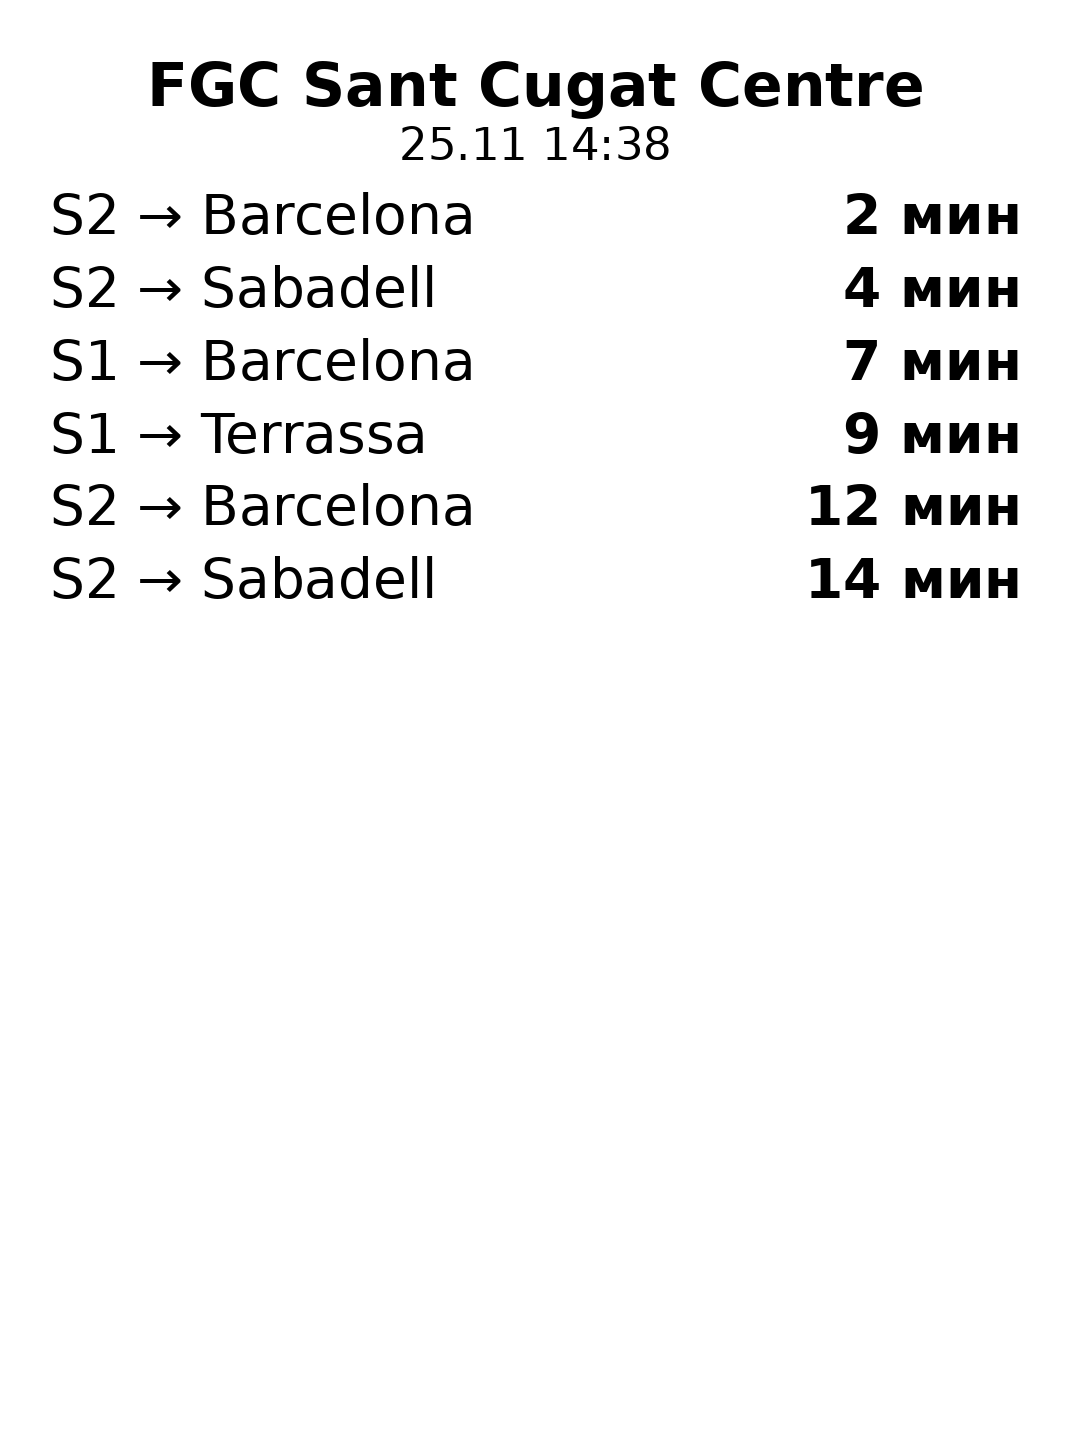 FGC Sant Cugat Centre
25.11 14:38
S2 → Barcelona 2 мин
S2 → Sabadell 4 мин
S1 → Barcelona 7 мин
S1 → Terrassa 9 мин
S2 → Barcelona 12 мин
S2 → Sabadell 14 мин